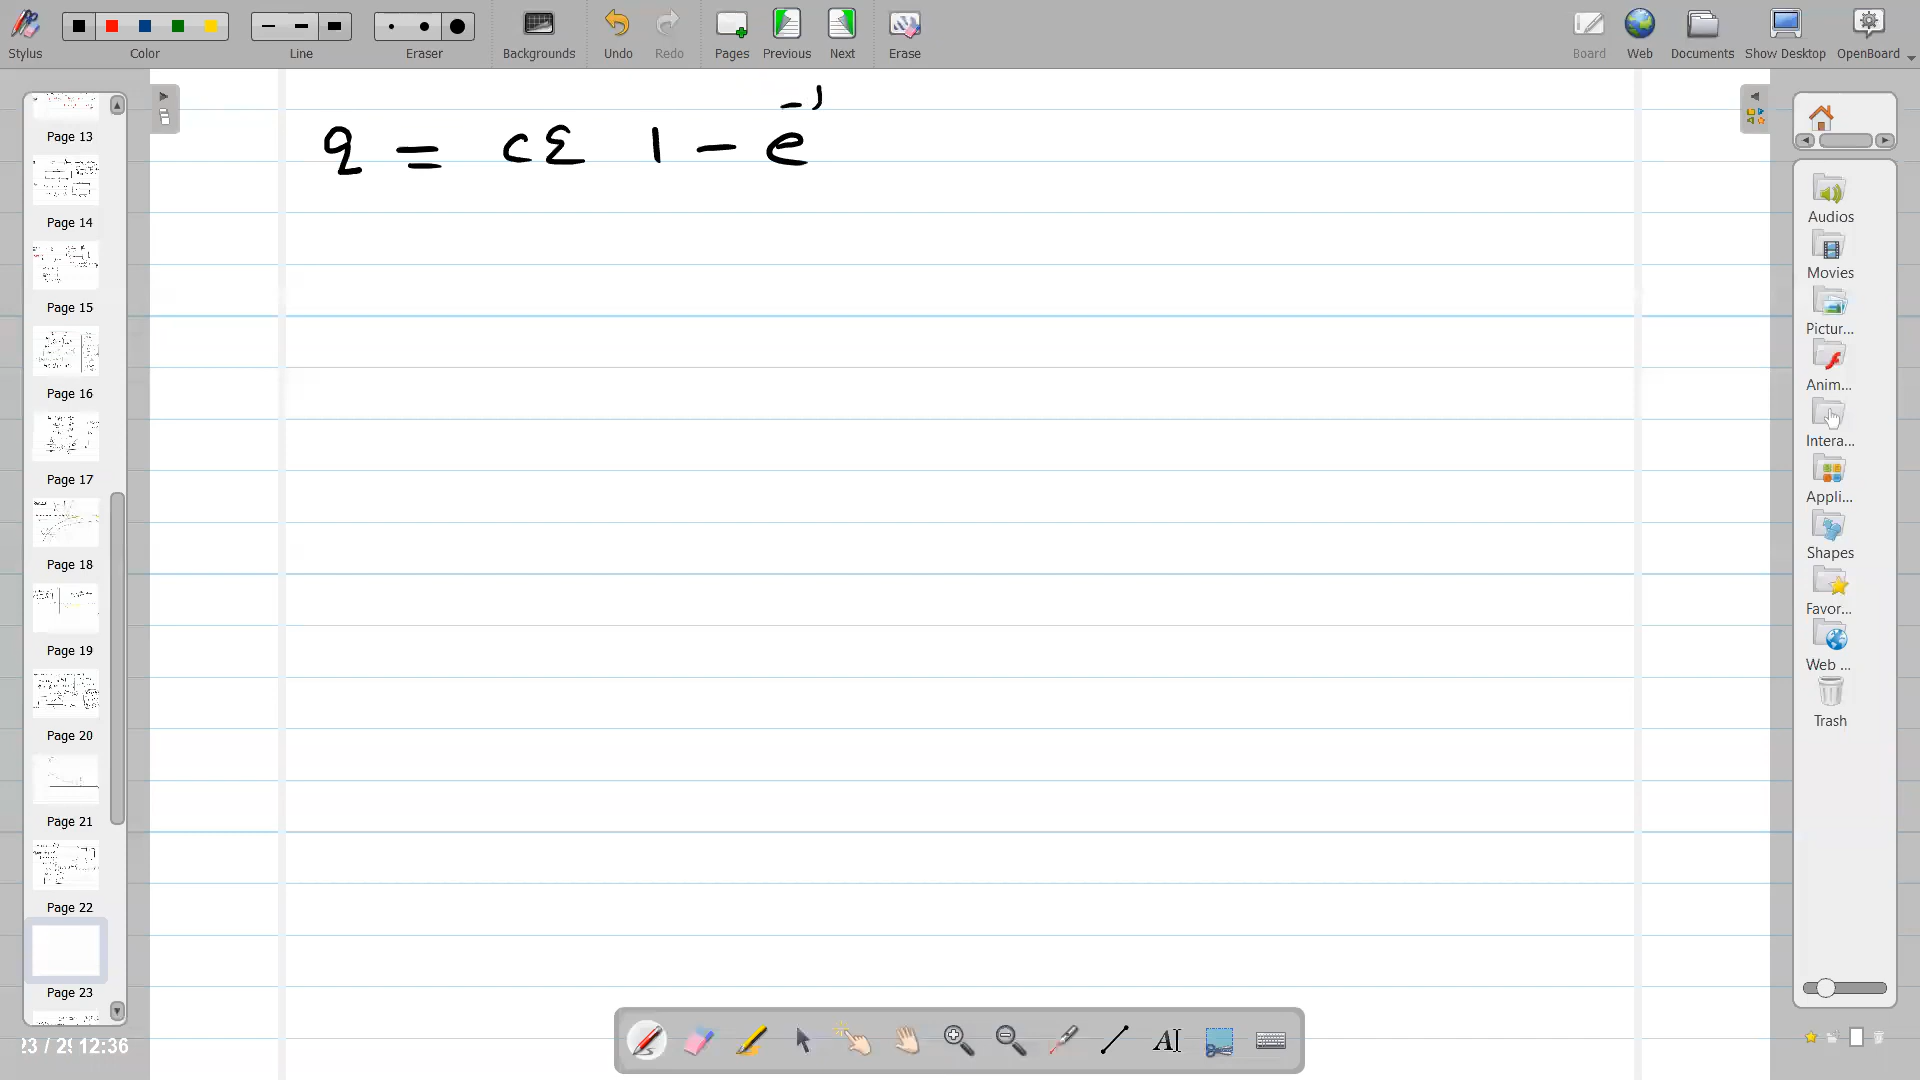 Stylus
Color
Line
Eraser
Backgrounds
Undo
Redo
Pages
Previous
Next
Erase
Board
Web
Documents
Show Desktop
OpenBoard
q = cƐ 1 - e⁻¹
Page 13
Page 14
Page 15
Page 16
Page 17
Page 18
Page 19
Page 20
Page 21
Page 22
Page 23
12:36
Audios
Movies
Pictur...
Anim...
Intera...
Appli...
Shapes
Favor...
Web ...
Trash